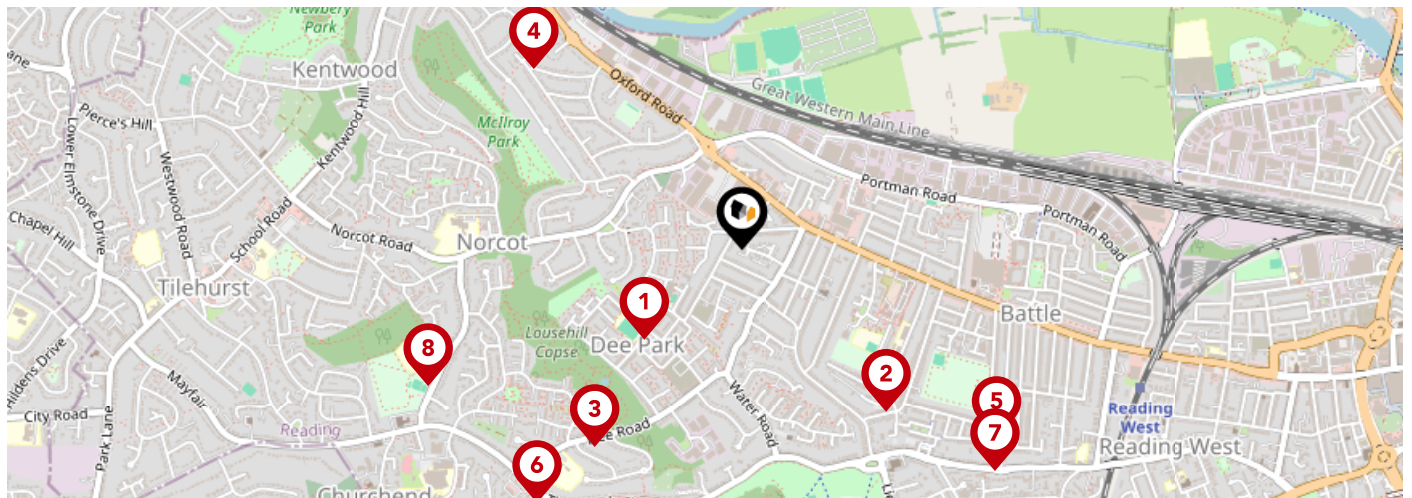 Newbery
Park
4
Kentwood
Oxford Road
Great Western Main Line
Pierce's Hill
Lower Elmstone Drive
Westwood Road
Kentwood Hill
McIlroy
Park
Portman Road
Portman Road
Chapel Hill
School Road
Norcot Road
Norcot
Tilehurst
1
Battle
Lousehill
Copse
Dee Park
8
2
Mayfair
Water Road
5
Reading
West
City Road
Park Lane
Reading
3
7
Reading West
6
Churchend